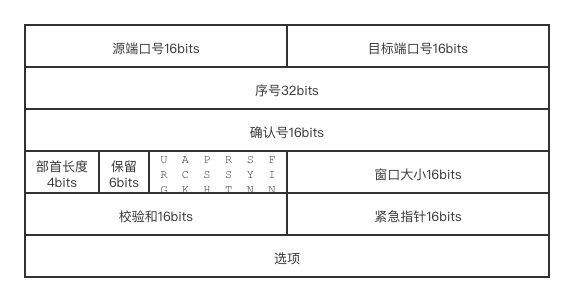 源端口号16bits
目标端口号16bits
序号32bits
确认号16bits
部首长度
4bits
保留
6bits
U A P R S F
R C S S Y I
G K H T N N
窗口大小16bits
校验和16bits
紧急指针16bits
选项